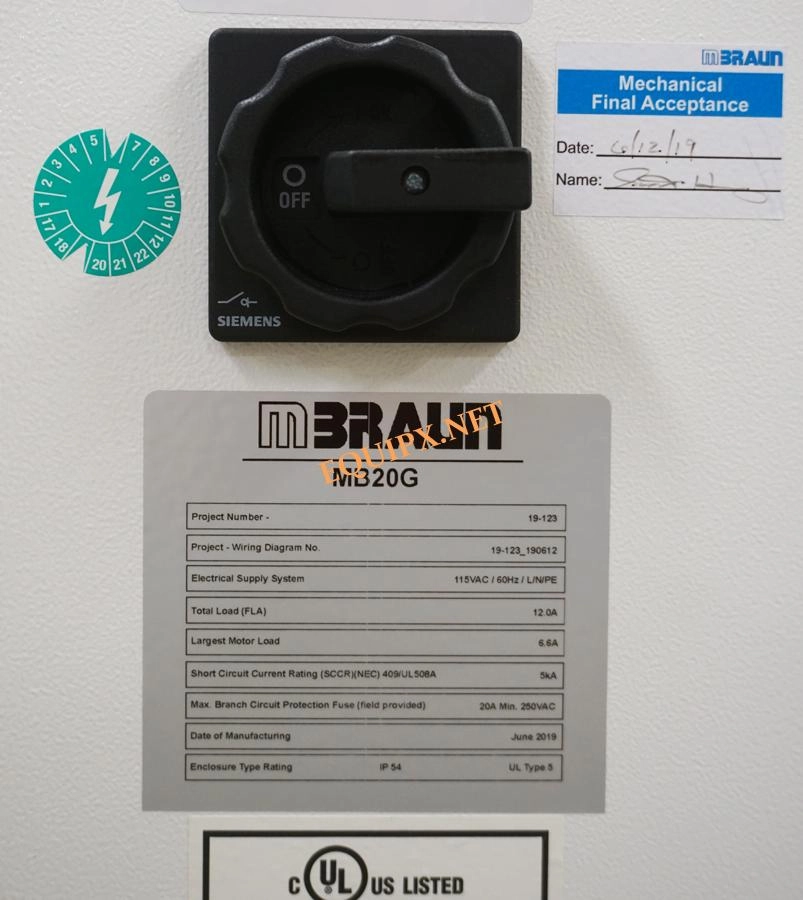 mBRAUN
Mechanical
Final Acceptance
Date: 6/12/19
Name:
1 2 3 4 5 7 8 9 10 11 12
17 18 20 21 22
OFF
SIEMENS
mBRAUN
EQUIPX.NET
MB20G
Project Number - 19-123
Project - Wiring Diagram No. 19-123_190612
Electrical Supply System 115VAC / 60Hz / L/N/PE
Total Load (FLA) 12.0A
Largest Motor Load 6.6A
Short Circuit Current Rating (SCCR)(NEC) 409/UL508A 5kA
Max. Branch Circuit Protection Fuse (field provided) 20A Min. 250VAC
Date of Manufacturing June 2019
Enclosure Type Rating IP 54 UL Type 5
C UL US LISTED